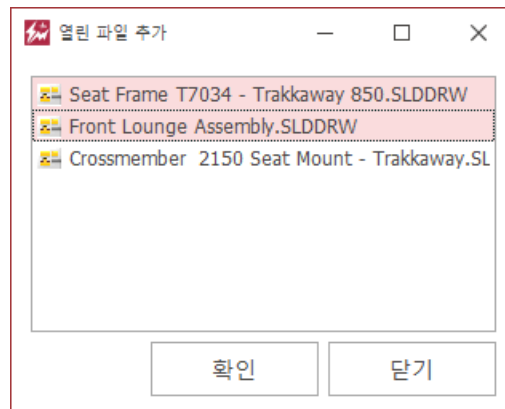 열린 파일 추가
Seat Frame T7034 - Trakkaway 850.SLDDRW
Front Lounge Assembly.SLDDRW
Crossmember  2150 Seat Mount - Trakkaway.SL
확인
닫기